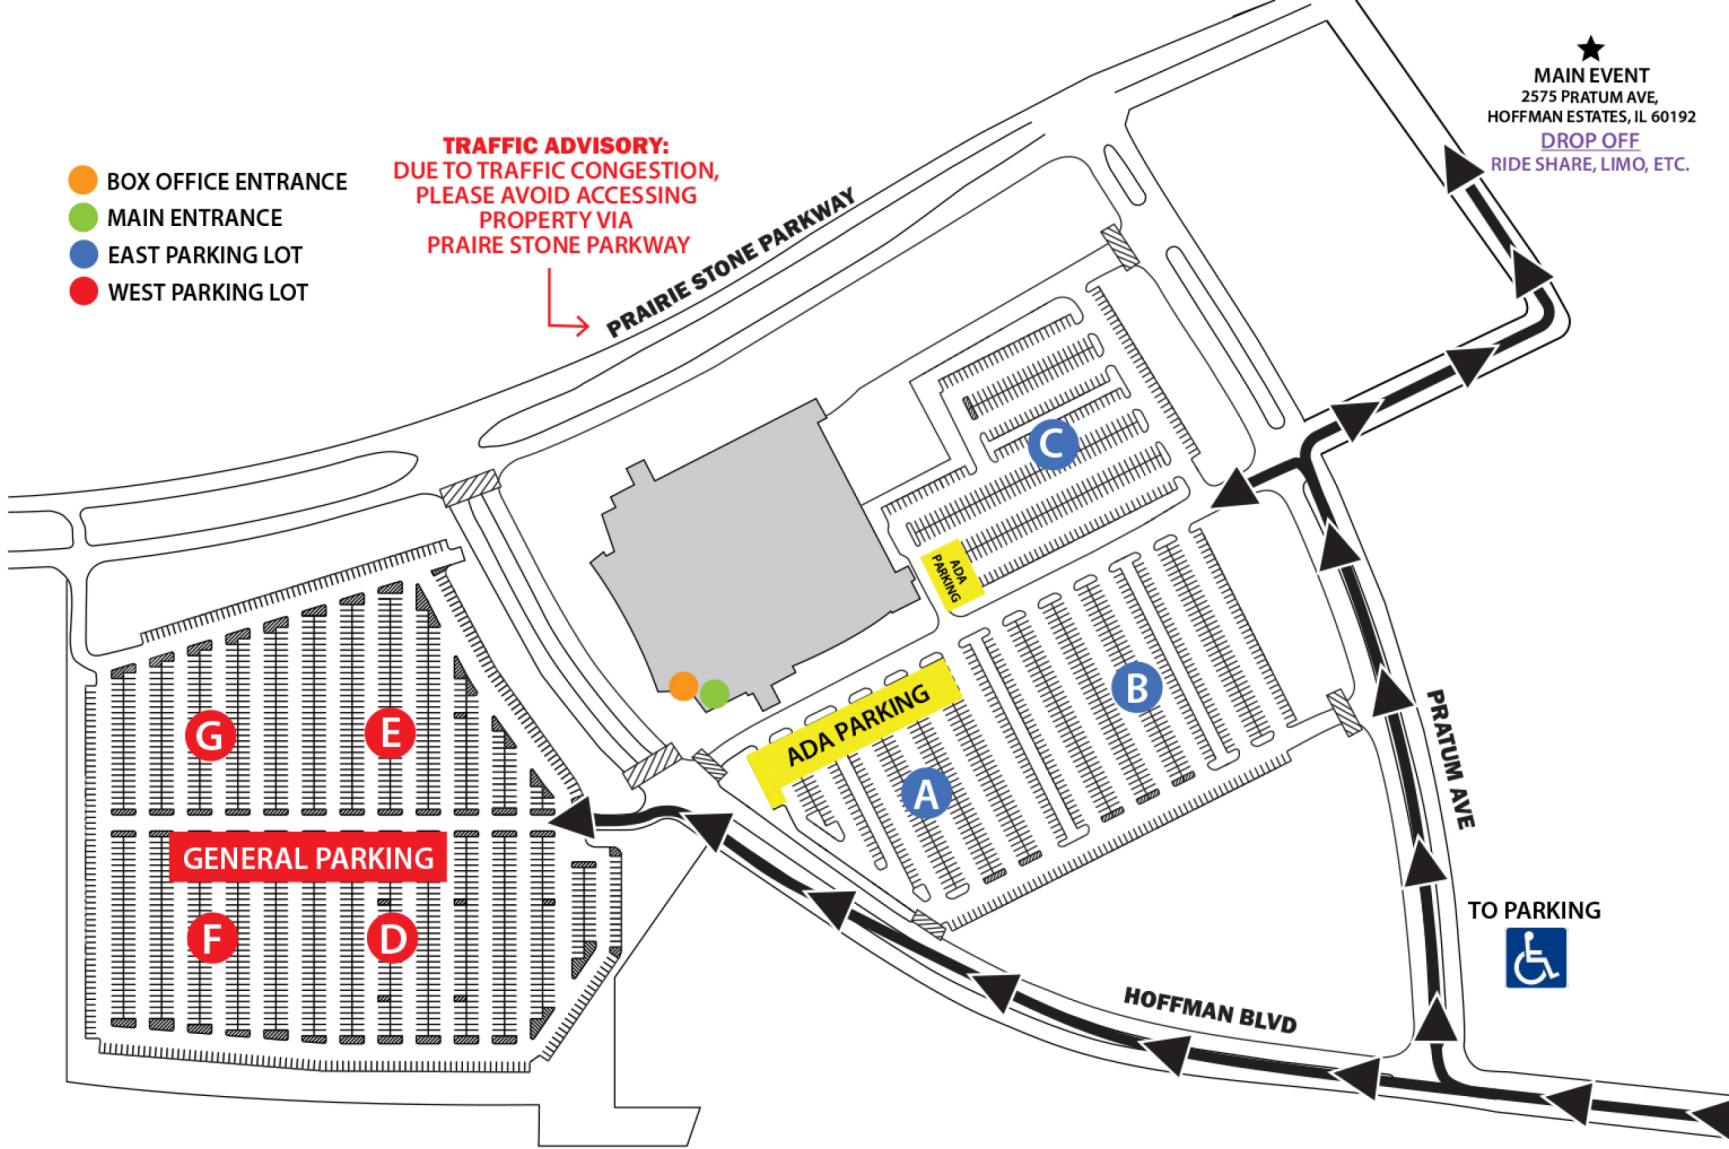 MAIN EVENT
2575 PRATUM AVE,
HOFFMAN ESTATES, IL 60192
DROP OFF
RIDE SHARE, LIMO, ETC.
TRAFFIC ADVISORY:
DUE TO TRAFFIC CONGESTION,
PLEASE AVOID ACCESSING
PROPERTY VIA
PRAIRE STONE PARKWAY
BOX OFFICE ENTRANCE
MAIN ENTRANCE
EAST PARKING LOT
WEST PARKING LOT
PRAIRIE STONE PARKWAY
C
ADA
PARKING
B
ADA PARKING
A
G
E
GENERAL PARKING
F
D
PRATUM AVE
TO PARKING
HOFFMAN BLVD